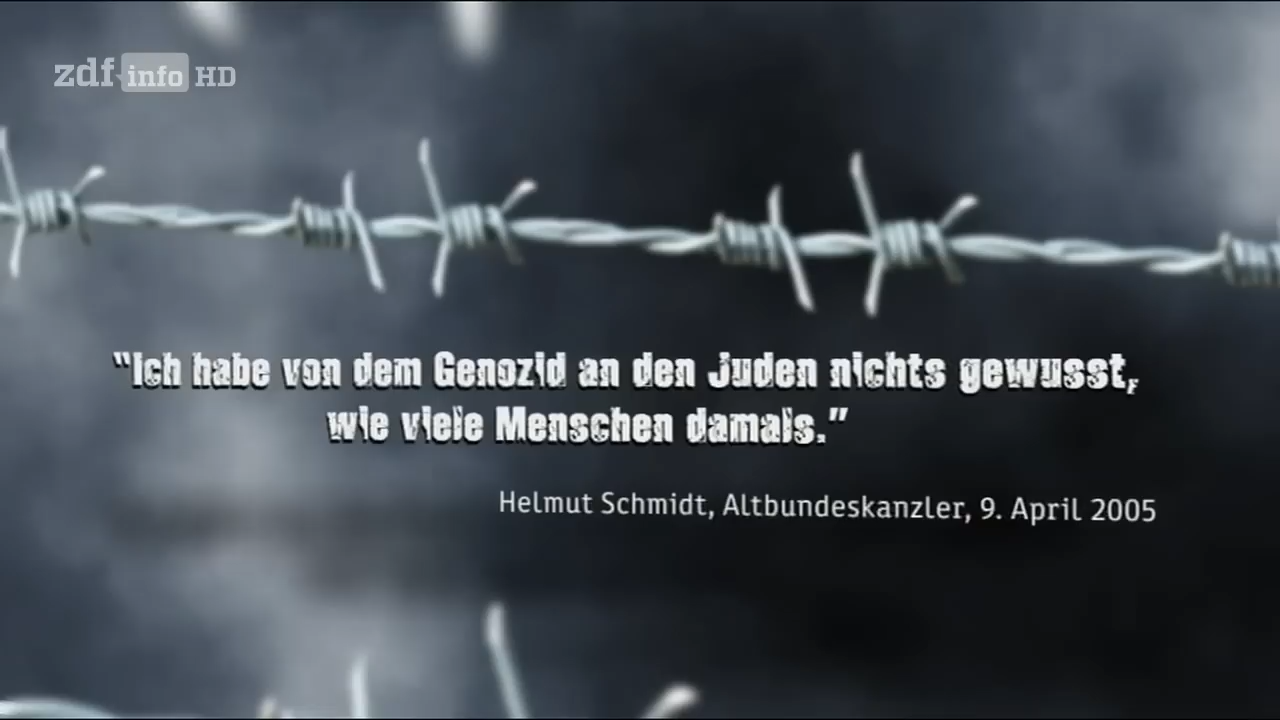 zdf info HD
"Ich habe von dem Genozid an den Juden nichts gewusst,
wie viele Menschen damals."
Helmut Schmidt, Altbundeskanzler, 9. April 2005